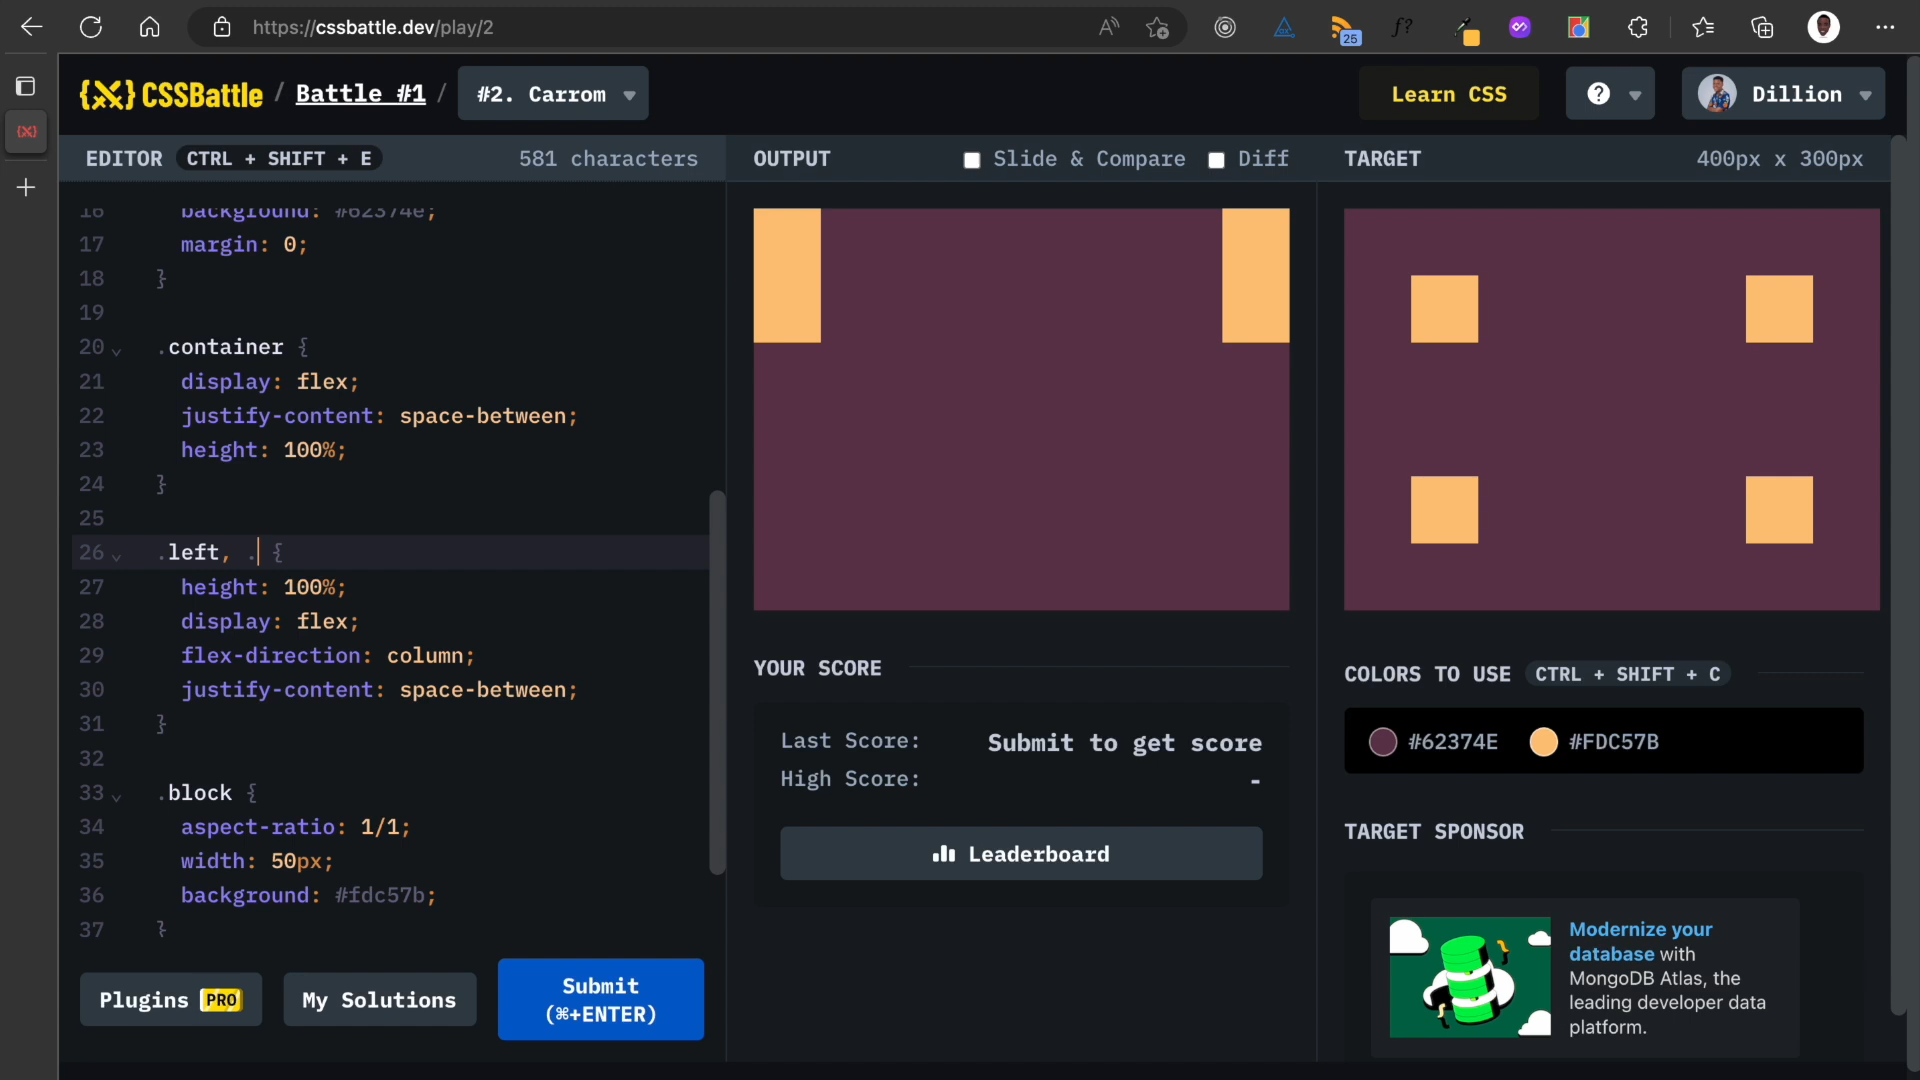 https://cssbattle.dev/play/2
25
{X} CSSBattle / Battle #1 / #2. Carrom
Learn CSS
?
Dillion
EDITOR CTRL + SHIFT + E 581 characters
16 background: #62374e;
17 margin: 0;
18 }
19
20 .container {
21 display: flex;
22 justify-content: space-between;
23 height: 100%;
24 }
25
26 .left, . {
27 height: 100%;
28 display: flex;
29 flex-direction: column;
30 justify-content: space-between;
31 }
32
33 .block {
34 aspect-ratio: 1/1;
35 width: 50px;
36 background: #fdc57b;
37 }
Plugins PRO
My Solutions
Submit
(⌘+ENTER)
OUTPUT Slide & Compare Diff
YOUR SCORE
Last Score: Submit to get score
High Score: -
Leaderboard
TARGET 400px x 300px
COLORS TO USE CTRL + SHIFT + C
#62374E #FDC57B
TARGET SPONSOR
Modernize your
database with
MongoDB Atlas, the
leading developer data
platform.